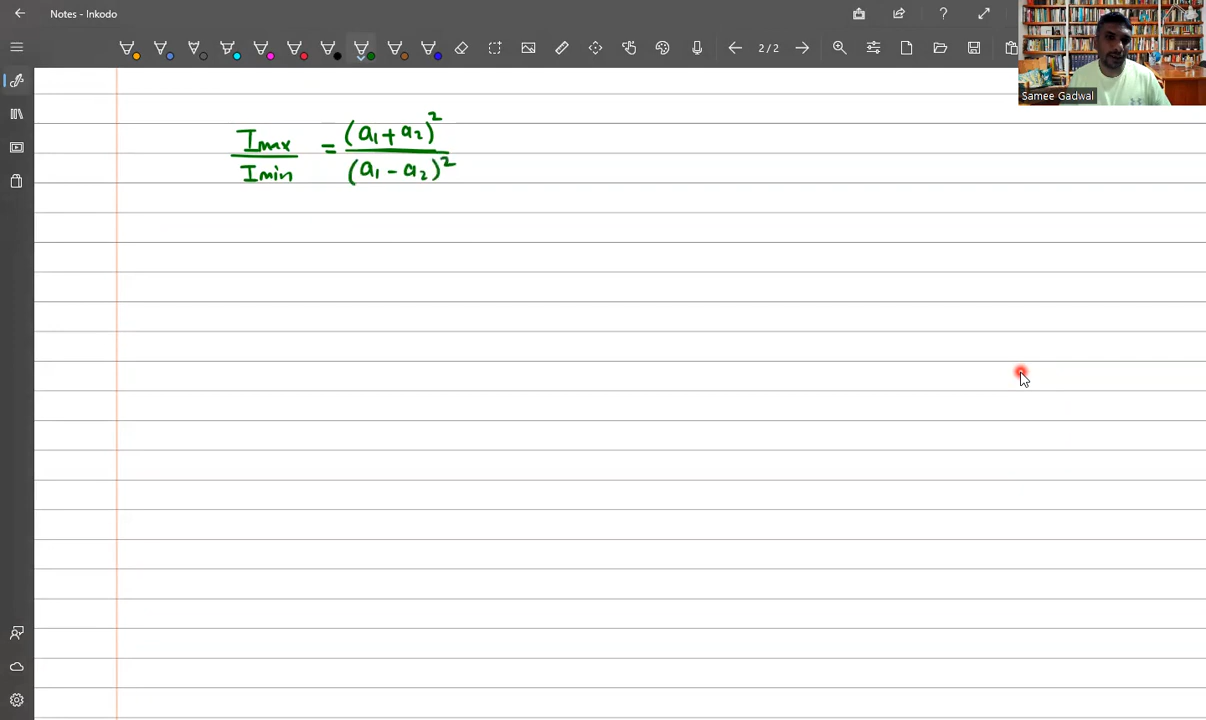 Notes - Inkodo
2/2
Samee Gadwal
Imax / Imin = (a₁ + a₂)² / (a₁ - a₂)²